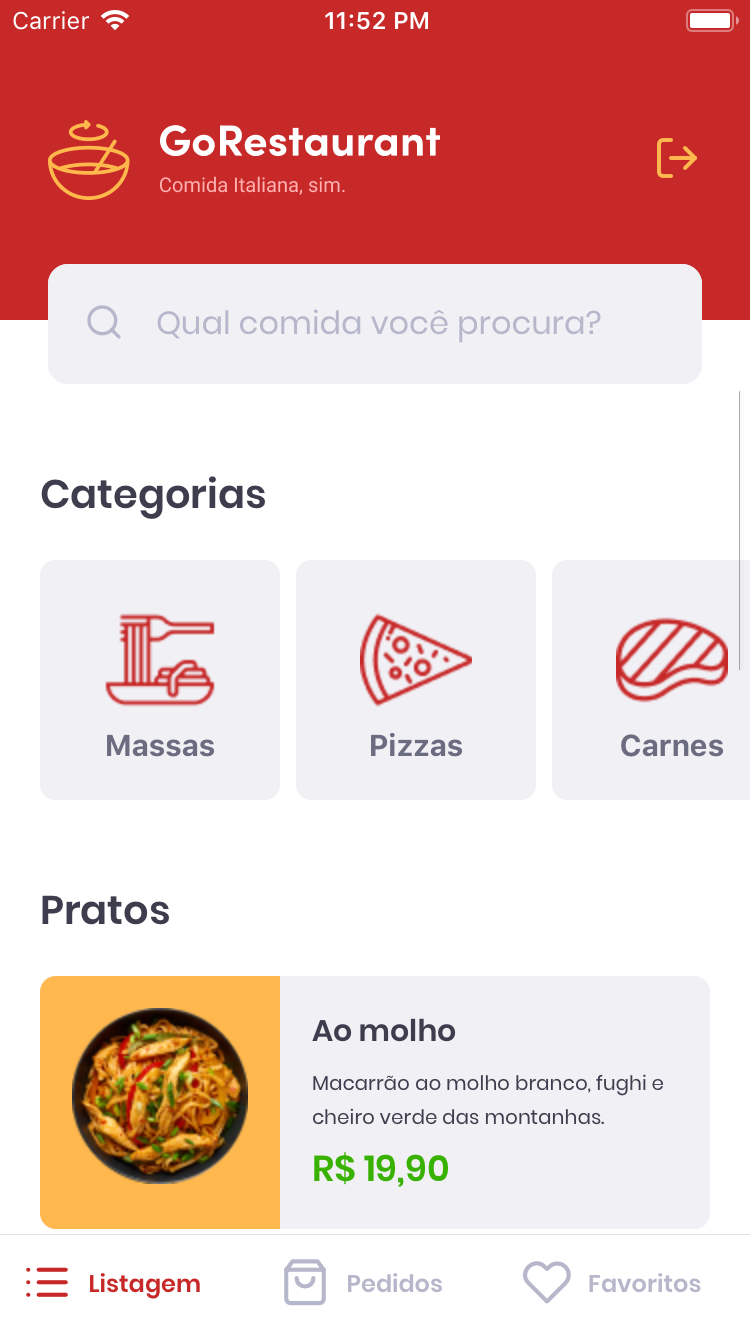 Carrier
11:52 PM
GoRestaurant
Comida Italiana, sim.
Qual comida você procura?
Categorias
Massas
Pizzas
Carnes
Pratos
Ao molho
Macarrão ao molho branco, fughi e
cheiro verde das montanhas.
R$ 19,90
Listagem
Pedidos
Favoritos